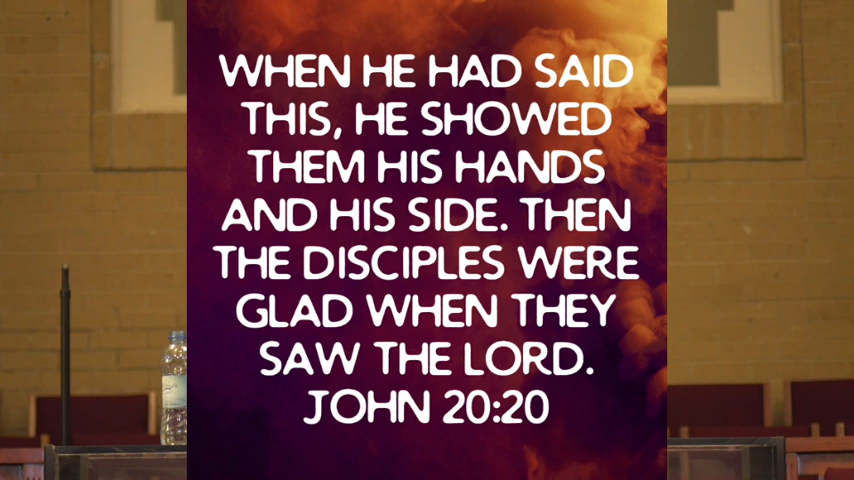 WHEN HE HAD SAID
THIS, HE SHOWED
THEM HIS HANDS
AND HIS SIDE. THEN
THE DISCIPLES WERE
GLAD WHEN THEY
SAW THE LORD.
JOHN 20:20